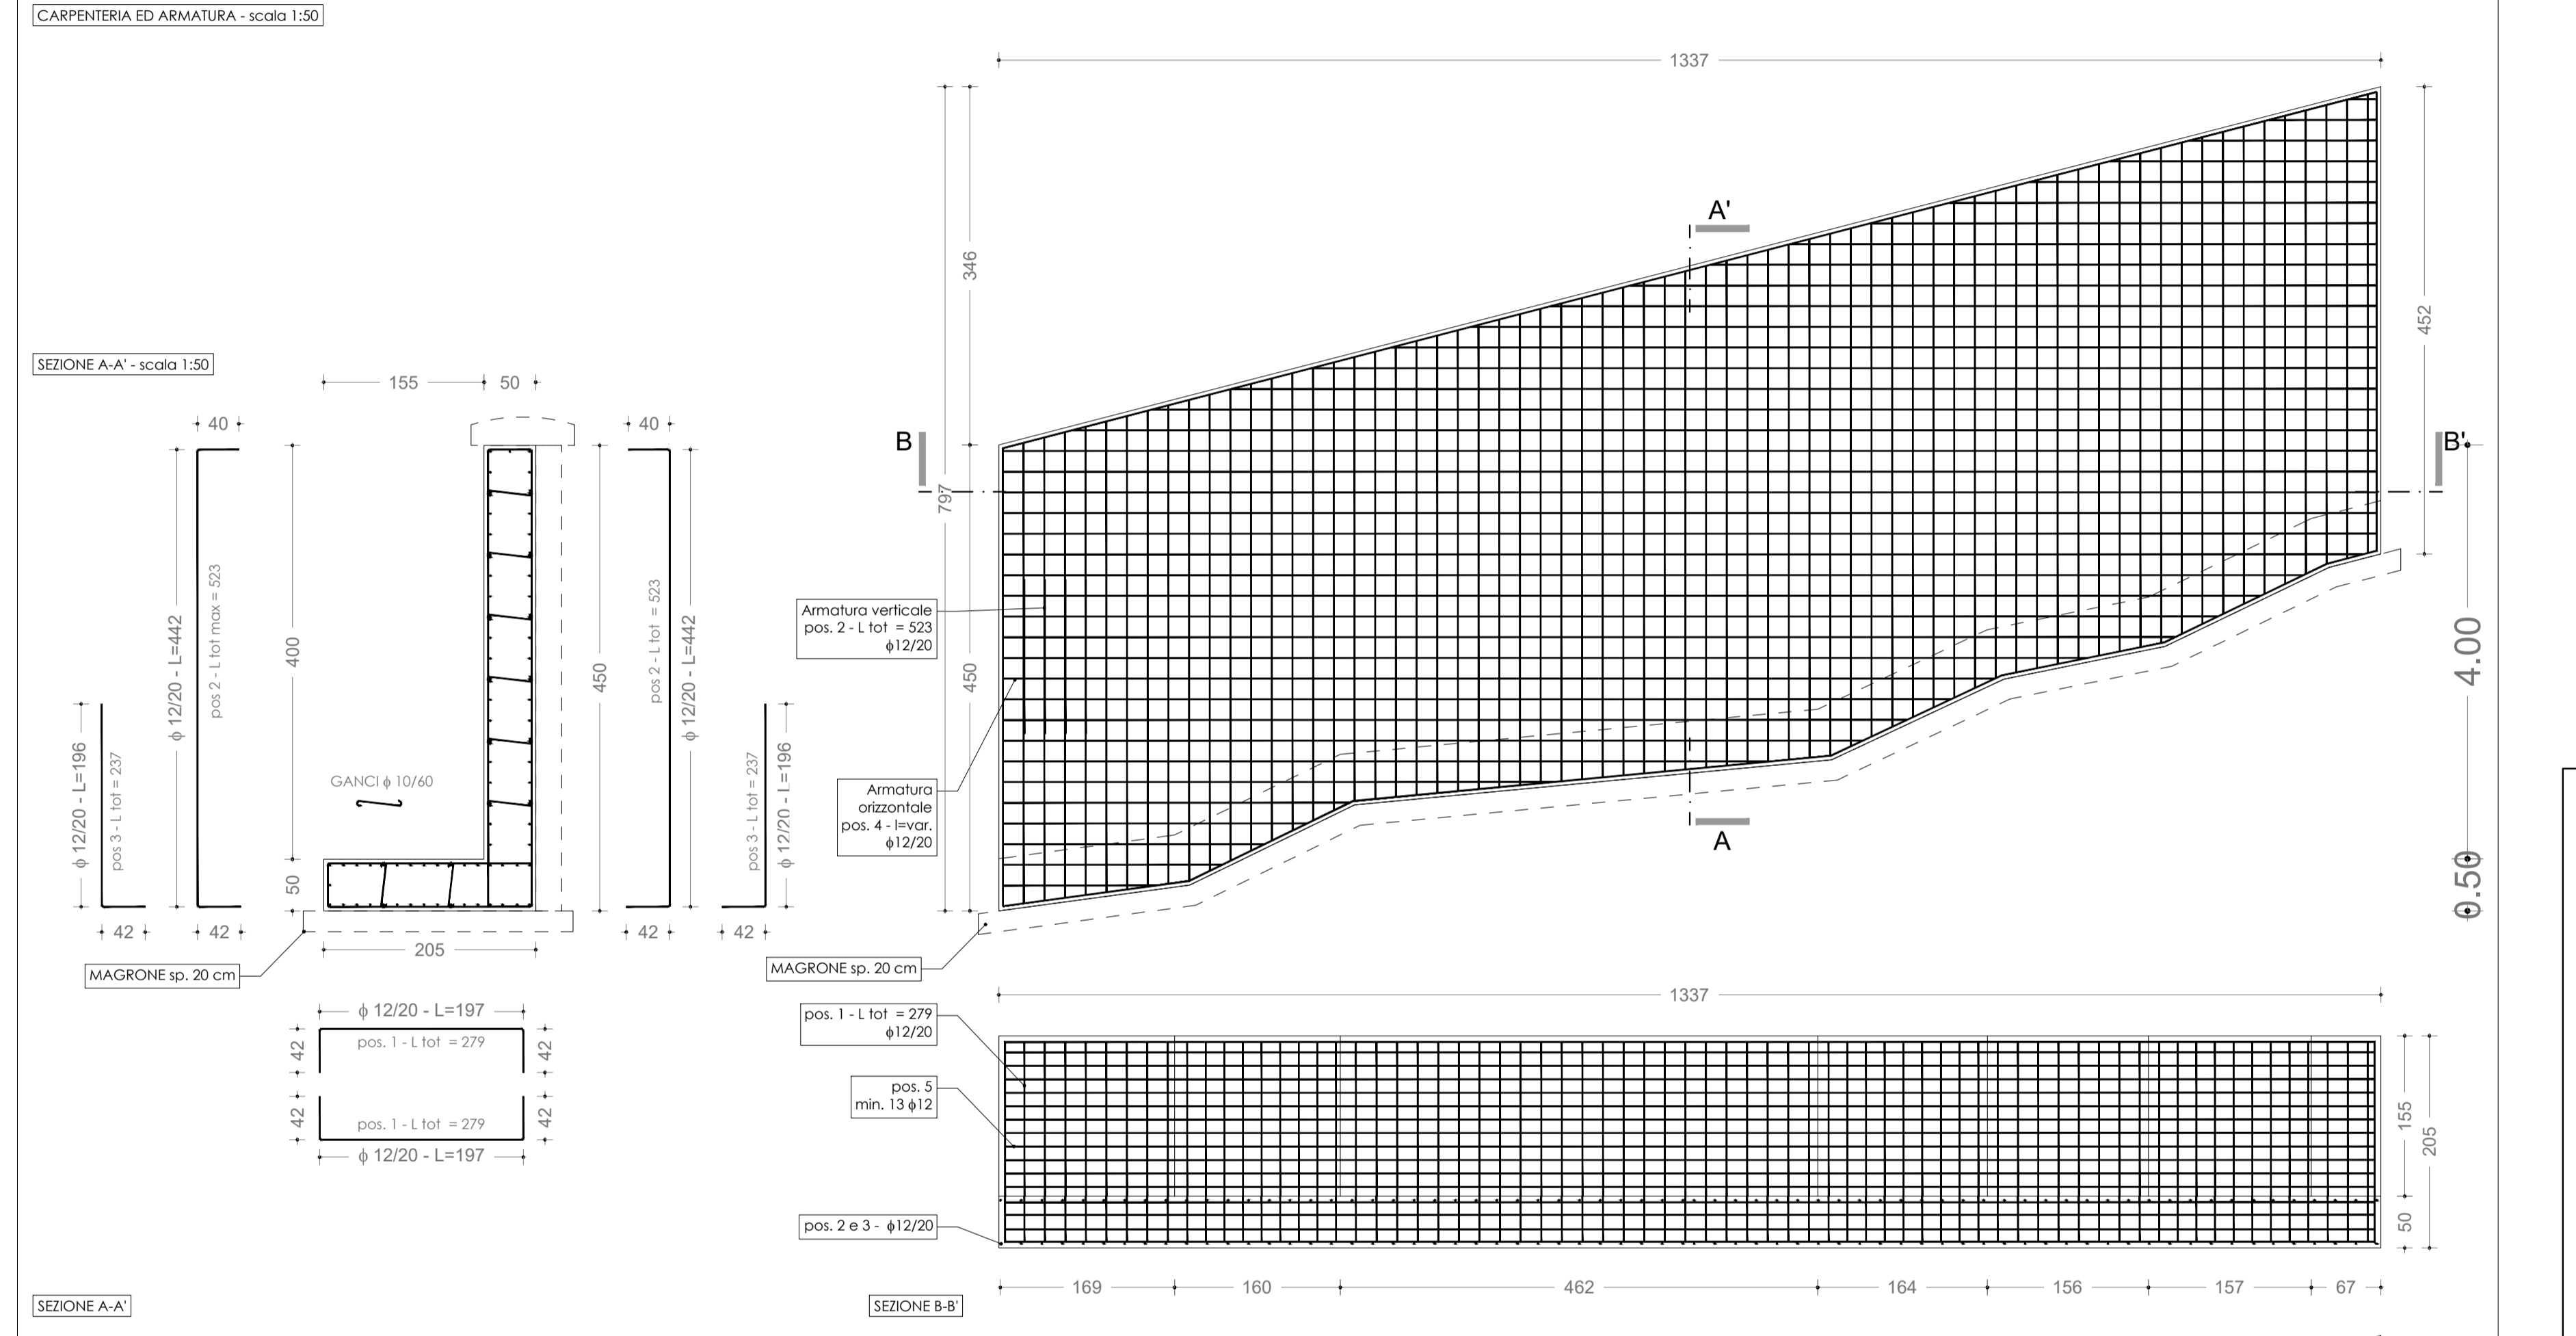 CARPENTERIA ED ARMATURA - scala 1:50
1337
346
797
450
452
A'
A
B
B'
4.00
0.50
Armatura verticale
pos. 2 - L tot = 523
ϕ12/20
Armatura
orizzontale
pos. 4 - l=var.
ϕ12/20
MAGRONE sp. 20 cm
SEZIONE A-A' - scala 1:50
155
50
40
40
ϕ 12/20 - L=196
pos 3 - L tot = 237
ϕ 12/20 - L=442
pos 2 - L tot max = 523
400
50
GANCI ϕ 10/60
450
pos 2 - L tot = 523
ϕ 12/20 - L=442
pos 3 - L tot = 237
ϕ 12/20 - L=196
42
42
42
42
205
MAGRONE sp. 20 cm
ϕ 12/20 - L=197
42
pos. 1 - L tot = 279
42
42
pos. 1 - L tot = 279
42
ϕ 12/20 - L=197
SEZIONE A-A'
1337
pos. 1 - L tot = 279
ϕ12/20
pos. 5
min. 13 ϕ12
pos. 2 e 3 - ϕ12/20
155
50
205
169
160
462
164
156
157
67
SEZIONE B-B'